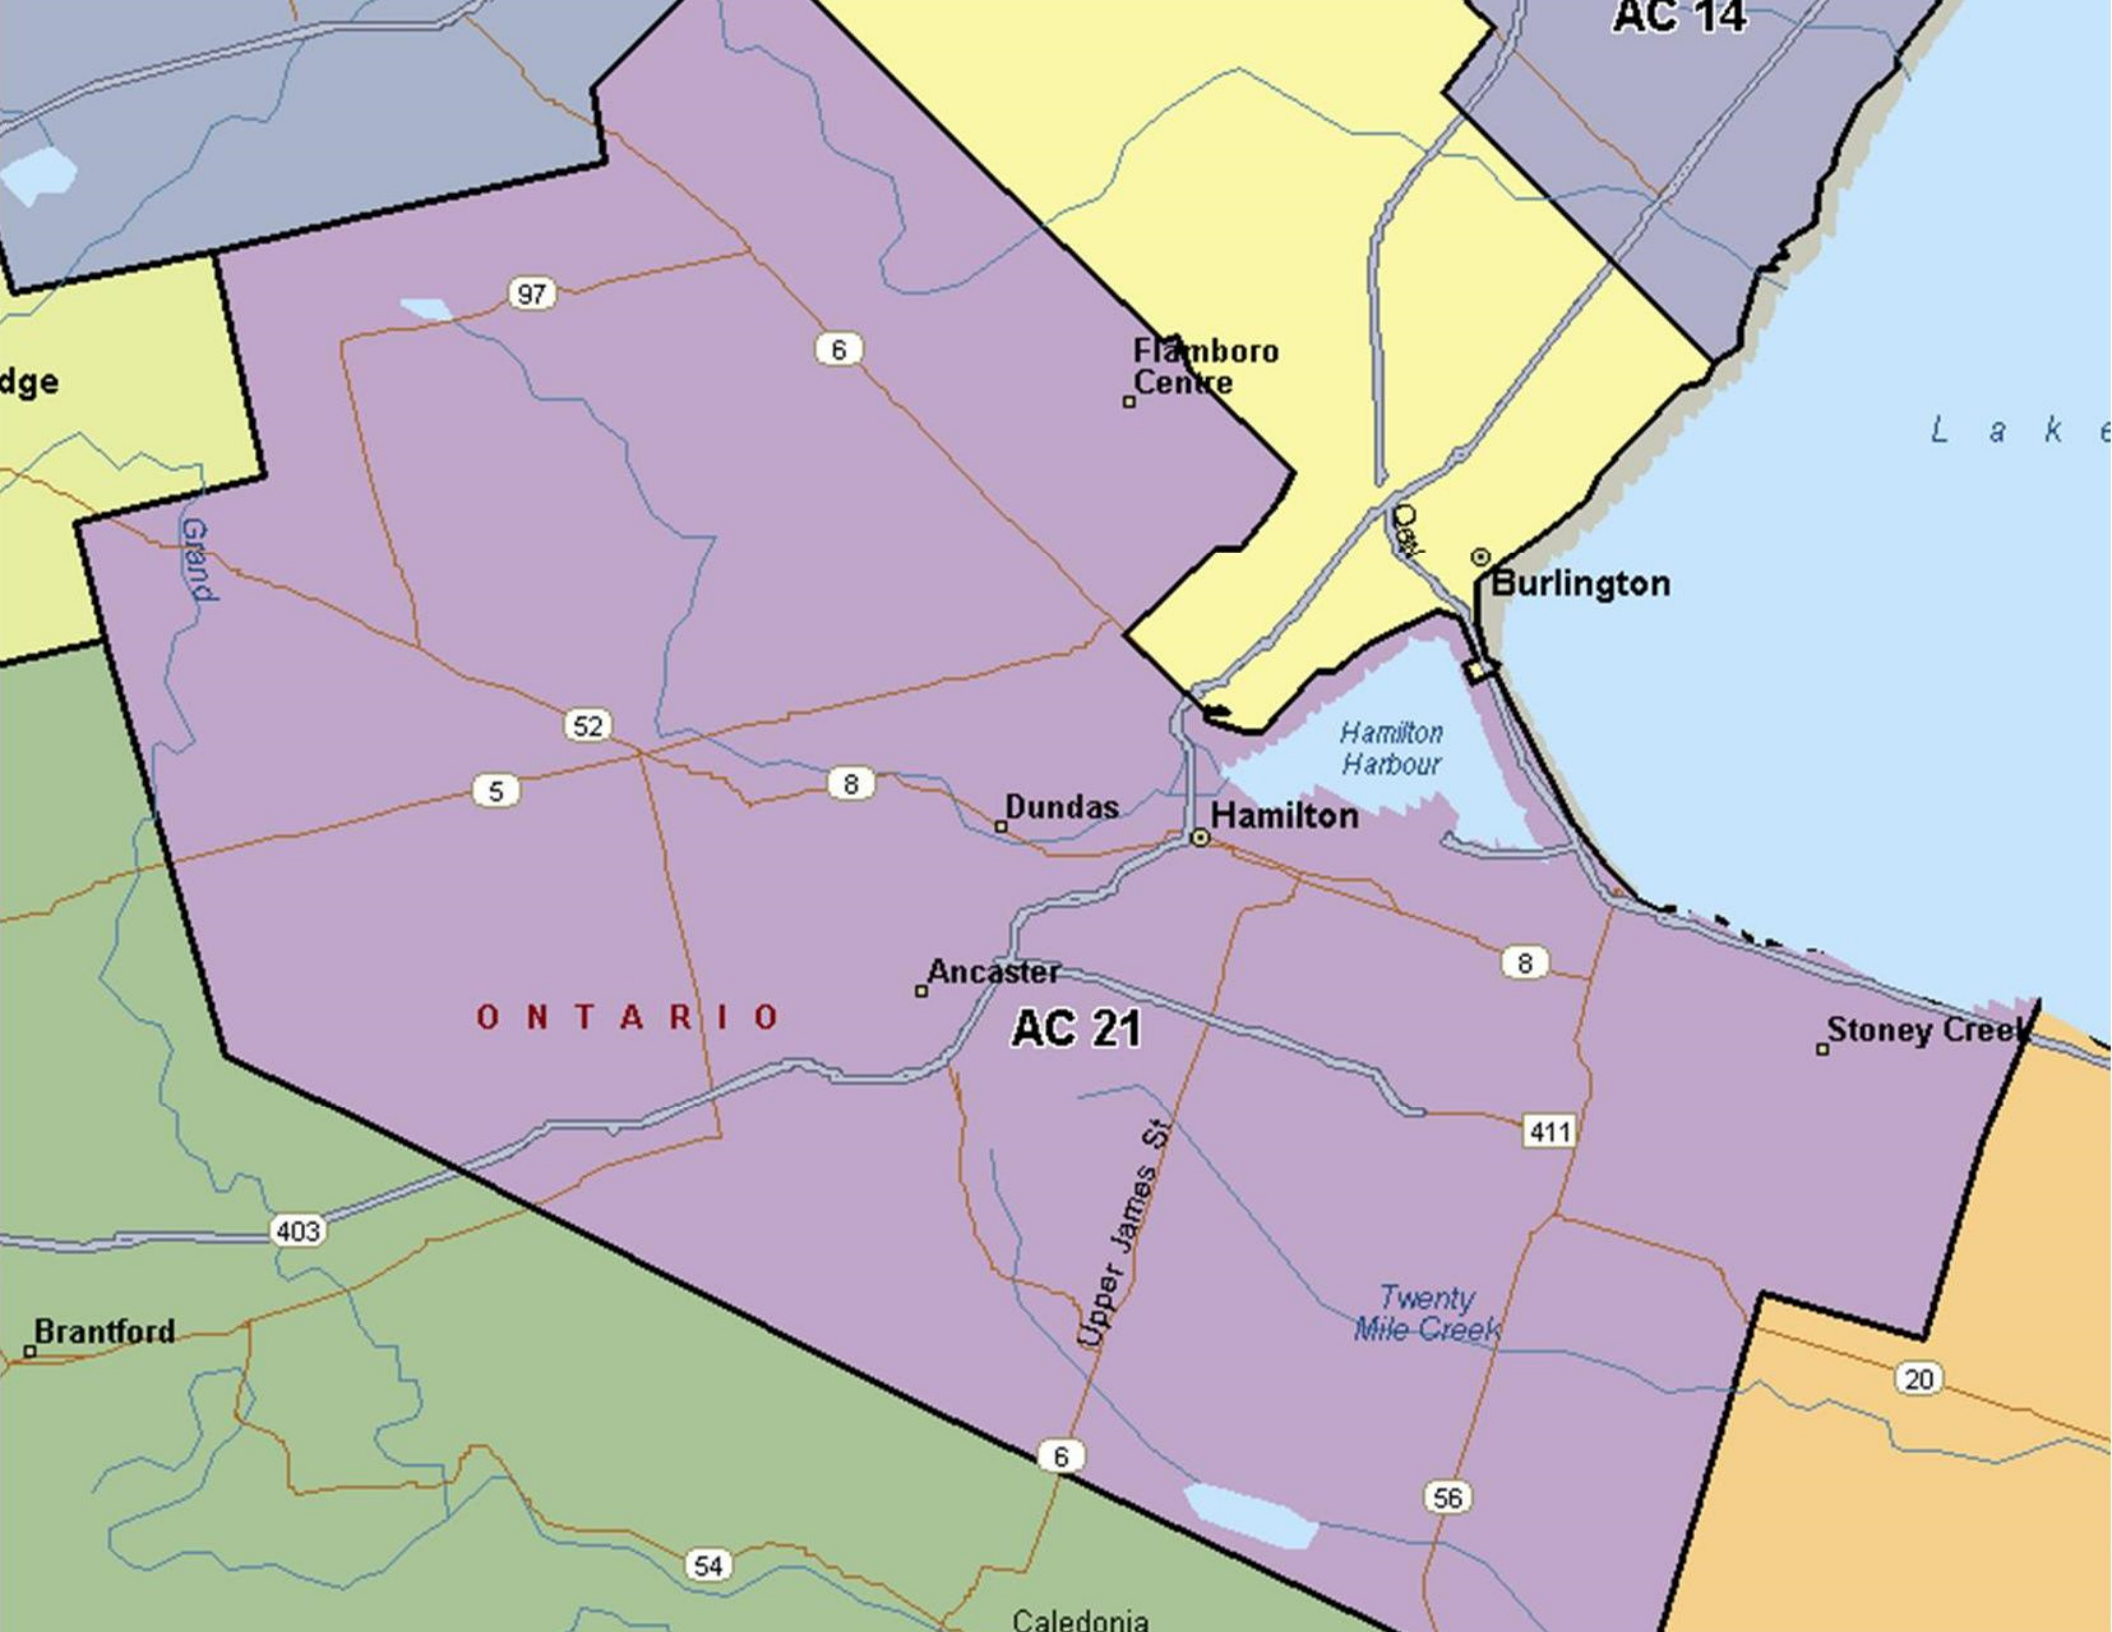 AC 14
97
6
Flamboro
Centre
dge
L a k e
Grand
Burlington
52
Hamilton
Harbour
5
8
Dundas
Hamilton
8
Ancaster
ONTARIO
AC 21
Stoney Creek
411
Upper James St
403
Twenty
Mile Creek
Brantford
20
6
56
54
Caledonia